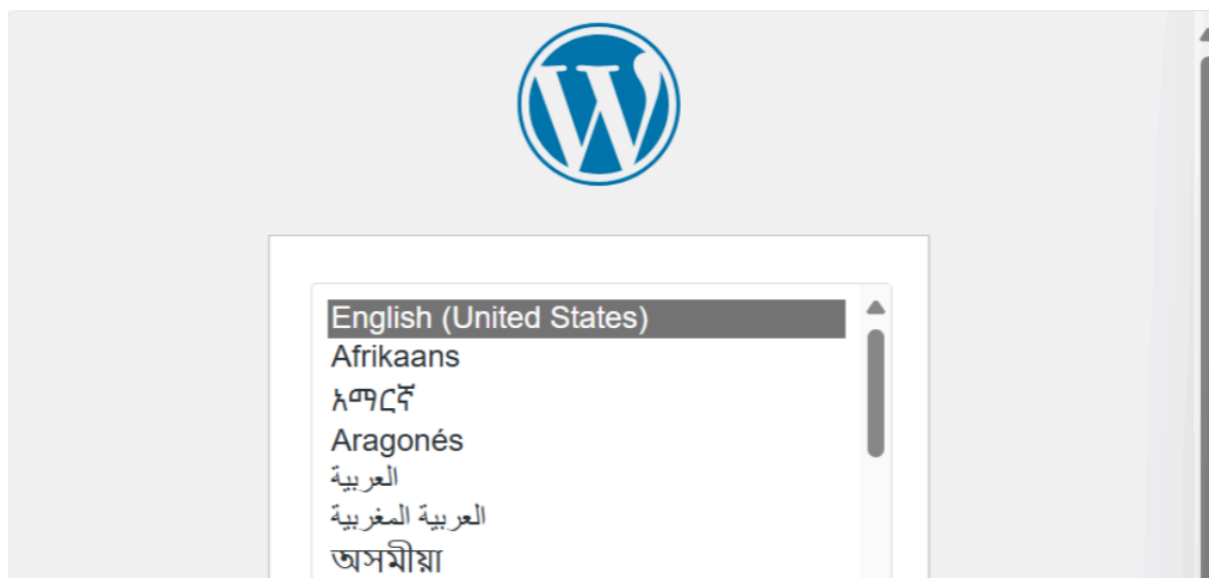 English (United States)
Afrikaans
አማርኛ
Aragonés
العربية
العربية المغربية
অসমীয়া